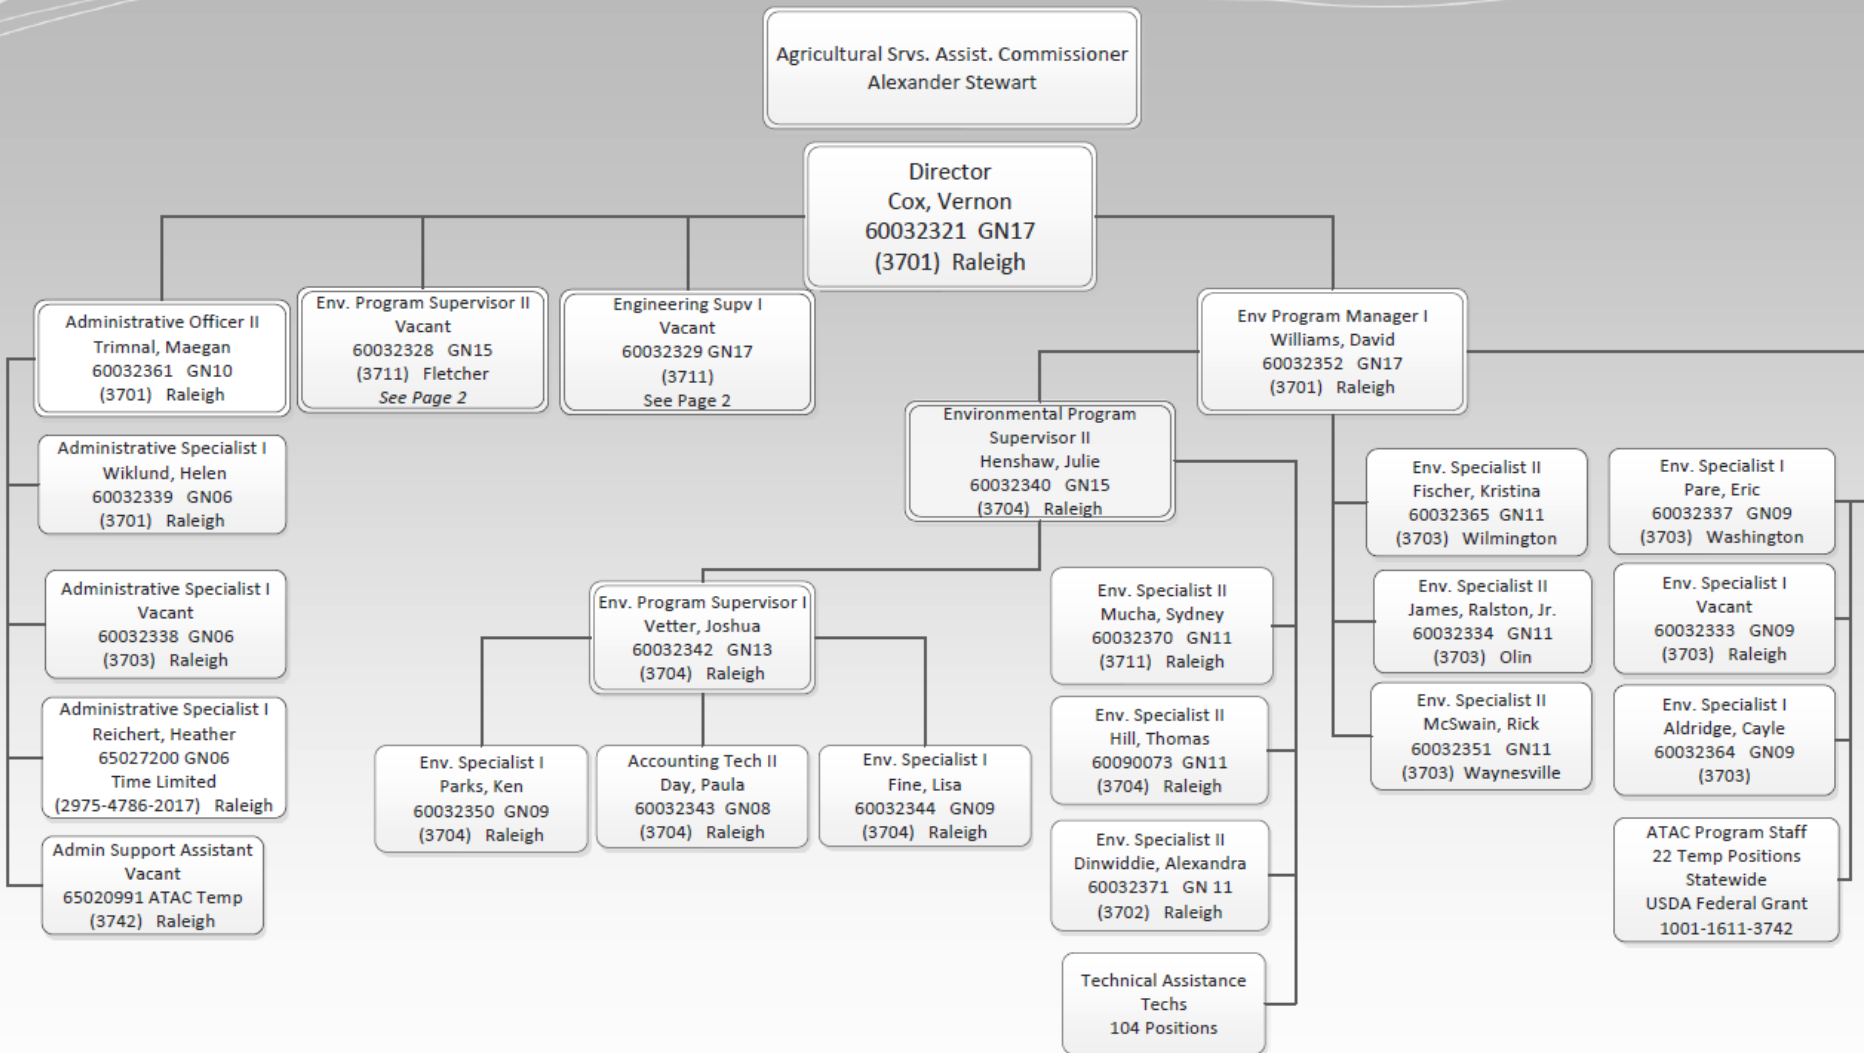 Agricultural Srvs. Assist. Commissioner
Alexander Stewart
Director
Cox, Vernon
60032321 GN17
(3701) Raleigh
Administrative Officer II
Trimnal, Maegan
60032361 GN10
(3701) Raleigh
Env. Program Supervisor II
Vacant
60032328 GN15
(3711) Fletcher
See Page 2
Engineering Supv I
Vacant
60032329 GN17
(3711)
See Page 2
Env Program Manager I
Williams, David
60032352 GN17
(3701) Raleigh
Administrative Specialist I
Wiklund, Helen
60032339 GN06
(3701) Raleigh
Administrative Specialist I
Vacant
60032338 GN06
(3703) Raleigh
Administrative Specialist I
Reichert, Heather
65027200 GN06
Time Limited
(2975-4786-2017) Raleigh
Admin Support Assistant
Vacant
65020991 ATAC Temp
(3742) Raleigh
Environmental Program
Supervisor II
Henshaw, Julie
60032340 GN15
(3704) Raleigh
Env. Program Supervisor I
Vetter, Joshua
60032342 GN13
(3704) Raleigh
Env. Specialist I
Parks, Ken
60032350 GN09
(3704) Raleigh
Accounting Tech II
Day, Paula
60032343 GN08
(3704) Raleigh
Env. Specialist I
Fine, Lisa
60032344 GN09
(3704) Raleigh
Env. Specialist II
Mucha, Sydney
60032370 GN11
(3711) Raleigh
Env. Specialist II
Hill, Thomas
60090073 GN11
(3704) Raleigh
Env. Specialist II
Dinwiddie, Alexandra
60032371 GN 11
(3702) Raleigh
Technical Assistance
Techs
104 Positions
Env. Specialist II
Fischer, Kristina
60032365 GN11
(3703) Wilmington
Env. Specialist II
James, Ralston, Jr.
60032334 GN11
(3703) Olin
Env. Specialist II
McSwain, Rick
60032351 GN11
(3703) Waynesville
Env. Specialist I
Pare, Eric
60032337 GN09
(3703) Washington
Env. Specialist I
Vacant
60032333 GN09
(3703) Raleigh
Env. Specialist I
Aldridge, Cayle
60032364 GN09
(3703)
ATAC Program Staff
22 Temp Positions
Statewide
USDA Federal Grant
1001-1611-3742